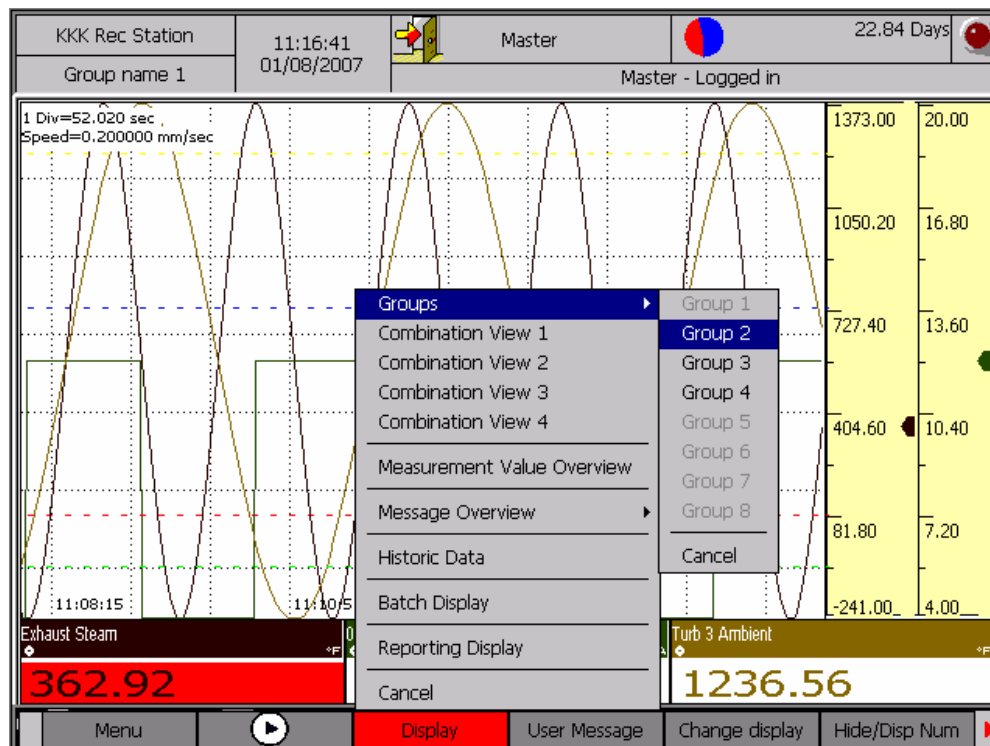 KKK Rec Station
Group name 1
11:16:41
01/08/2007
Master
22.84 Days
Master - Logged in
1 Div=52.020 sec
Speed=0.200000 mm/sec
1373.00 20.00
1050.20 16.80
727.40 13.60
404.60 10.40
81.80 7.20
-241.00 4.00
Groups
Combination View 1
Combination View 2
Combination View 3
Combination View 4
Measurement Value Overview
Message Overview
Historic Data
Batch Display
Reporting Display
Cancel
Group 1
Group 2
Group 3
Group 4
Group 5
Group 6
Group 7
Group 8
Cancel
11:08:15 11:10:5
Exhaust Steam
°F
362.92
Turb 3 Ambient
°F
1236.56
Menu Display User Message Change display Hide/Disp Num